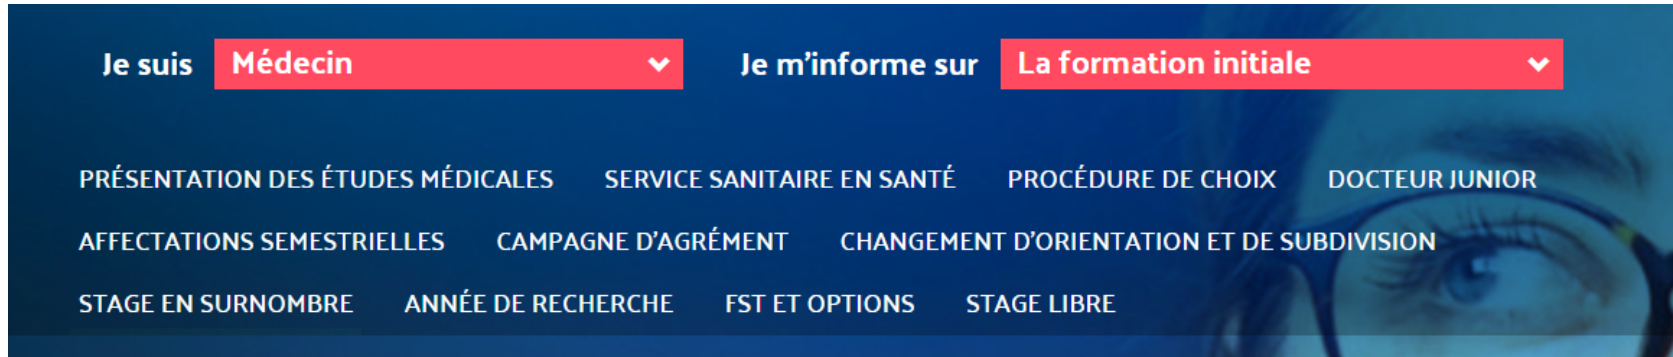 Je suis Médecin Je m'informe sur La formation initiale
PRÉSENTATION DES ÉTUDES MÉDICALES SERVICE SANITAIRE EN SANTÉ PROCÉDURE DE CHOIX DOCTEUR JUNIOR
AFFECTATIONS SEMESTRIELLES CAMPAGNE D'AGRÉMENT CHANGEMENT D'ORIENTATION ET DE SUBDIVISION
STAGE EN SURNOMBRE ANNÉE DE RECHERCHE FST ET OPTIONS STAGE LIBRE